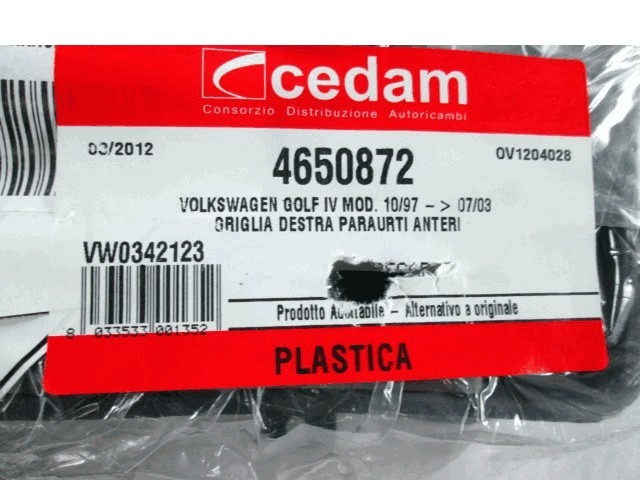 cedam
Consorzio Distribuzione Autoricambi
03/2012
4650872
OV1204028
VOLKSWAGEN GOLF IV MOD. 10/97 -> 07/03
GRIGLIA DESTRA PARAURTI ANTERI
VW0342123
8 033533 001352
Prodotto Adattabile - Alternativo a originale
PLASTICA